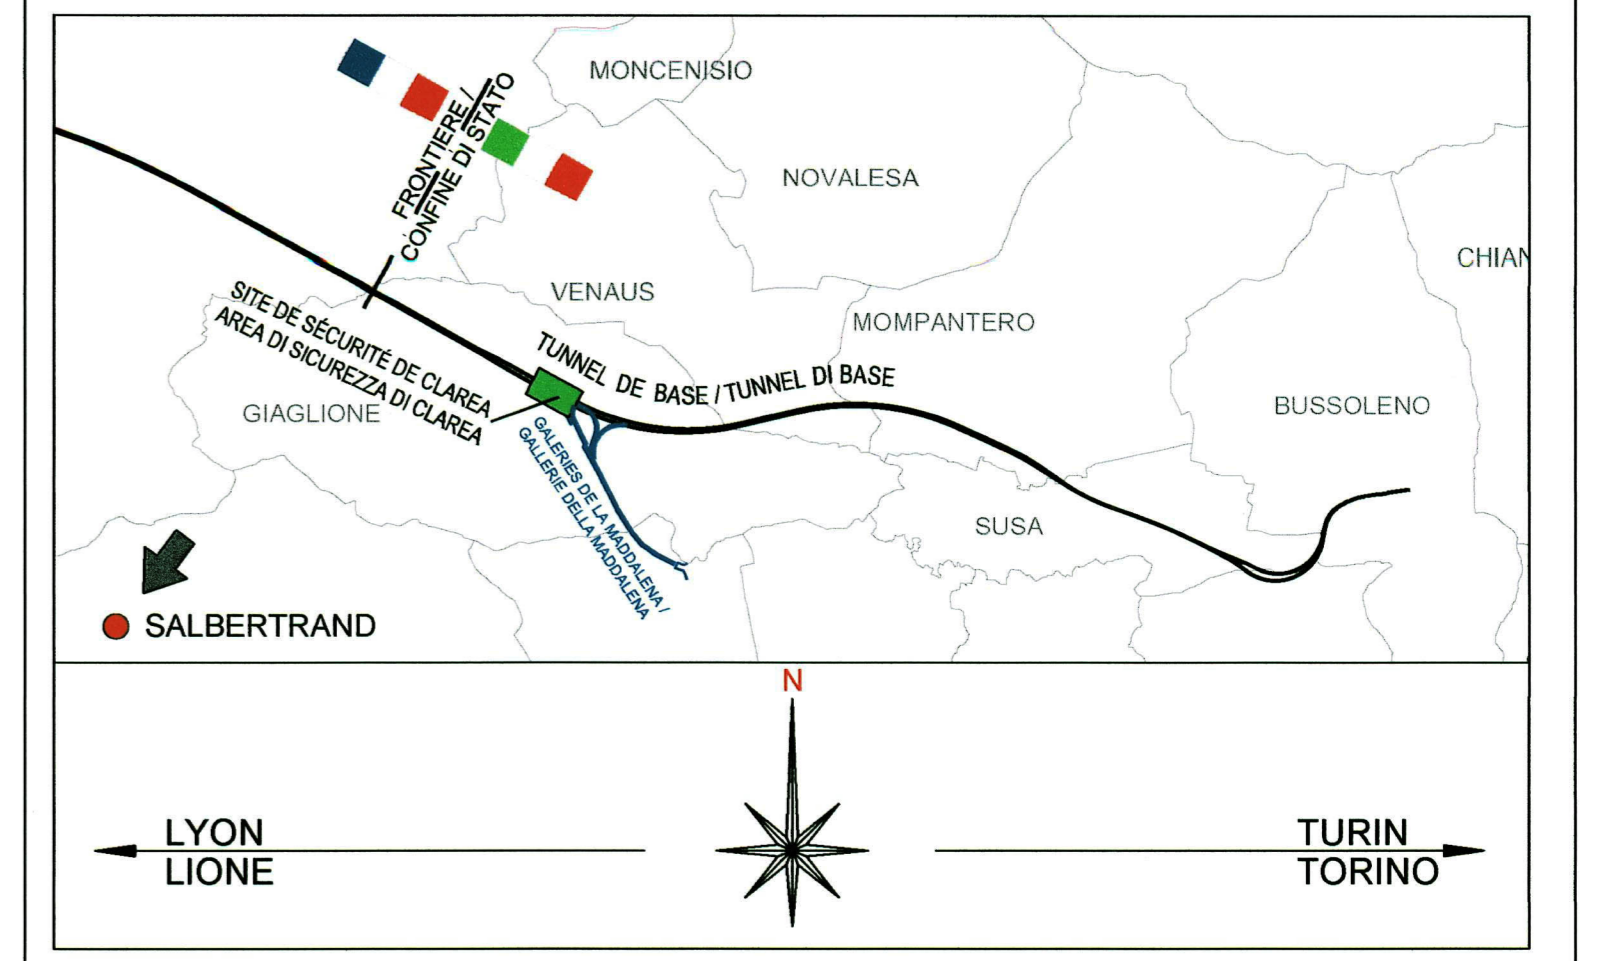 MONCENISIO
FRONTIERE /
CONFINE DI STATO
NOVALESA
CHIAN
VENAUS
SITE DE SÉCURITÉ DE CLAREA
AREA DI SICUREZZA DI CLAREA
MOMPANTERO
TUNNEL DE BASE / TUNNEL DI BASE
GIAGLIONE
BUSSOLENO
GALERIES DE LA MADDALENA /
GALLERIE DELLA MADDALENA
SUSA
SALBERTRAND
N
LYON
LIONE
TURIN
TORINO